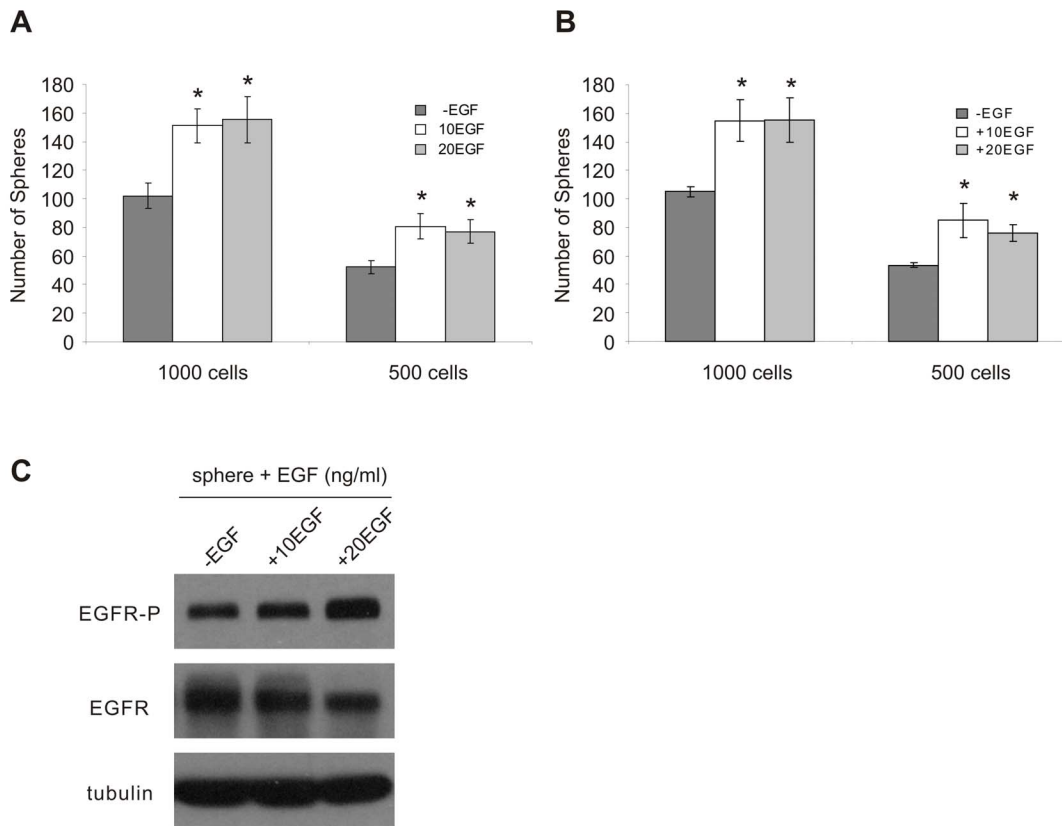 A
Number of Spheres
180
160
140
120
100
80
60
40
20
0
* * * *
-EGF
10EGF
20EGF
1000 cells 500 cells
B
Number of Spheres
180
160
140
120
100
80
60
40
20
0
* * * *
-EGF
+10EGF
+20EGF
1000 cells 500 cells
C
sphere + EGF (ng/ml)
-EGF +10EGF +20EGF
EGFR-P
EGFR
tubulin